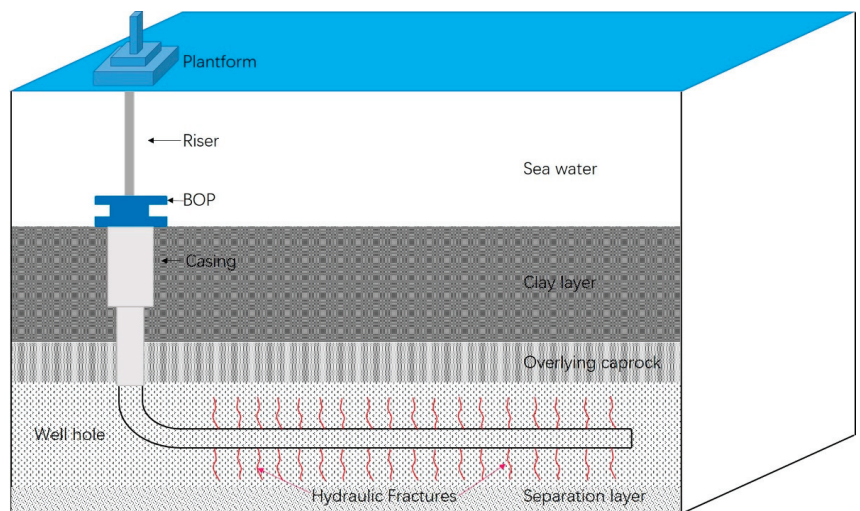 Plantform
Riser
Sea water
BOP
Casing
Clay layer
Overlying caprock
Well hole
Hydraulic Fractures
Separation layer